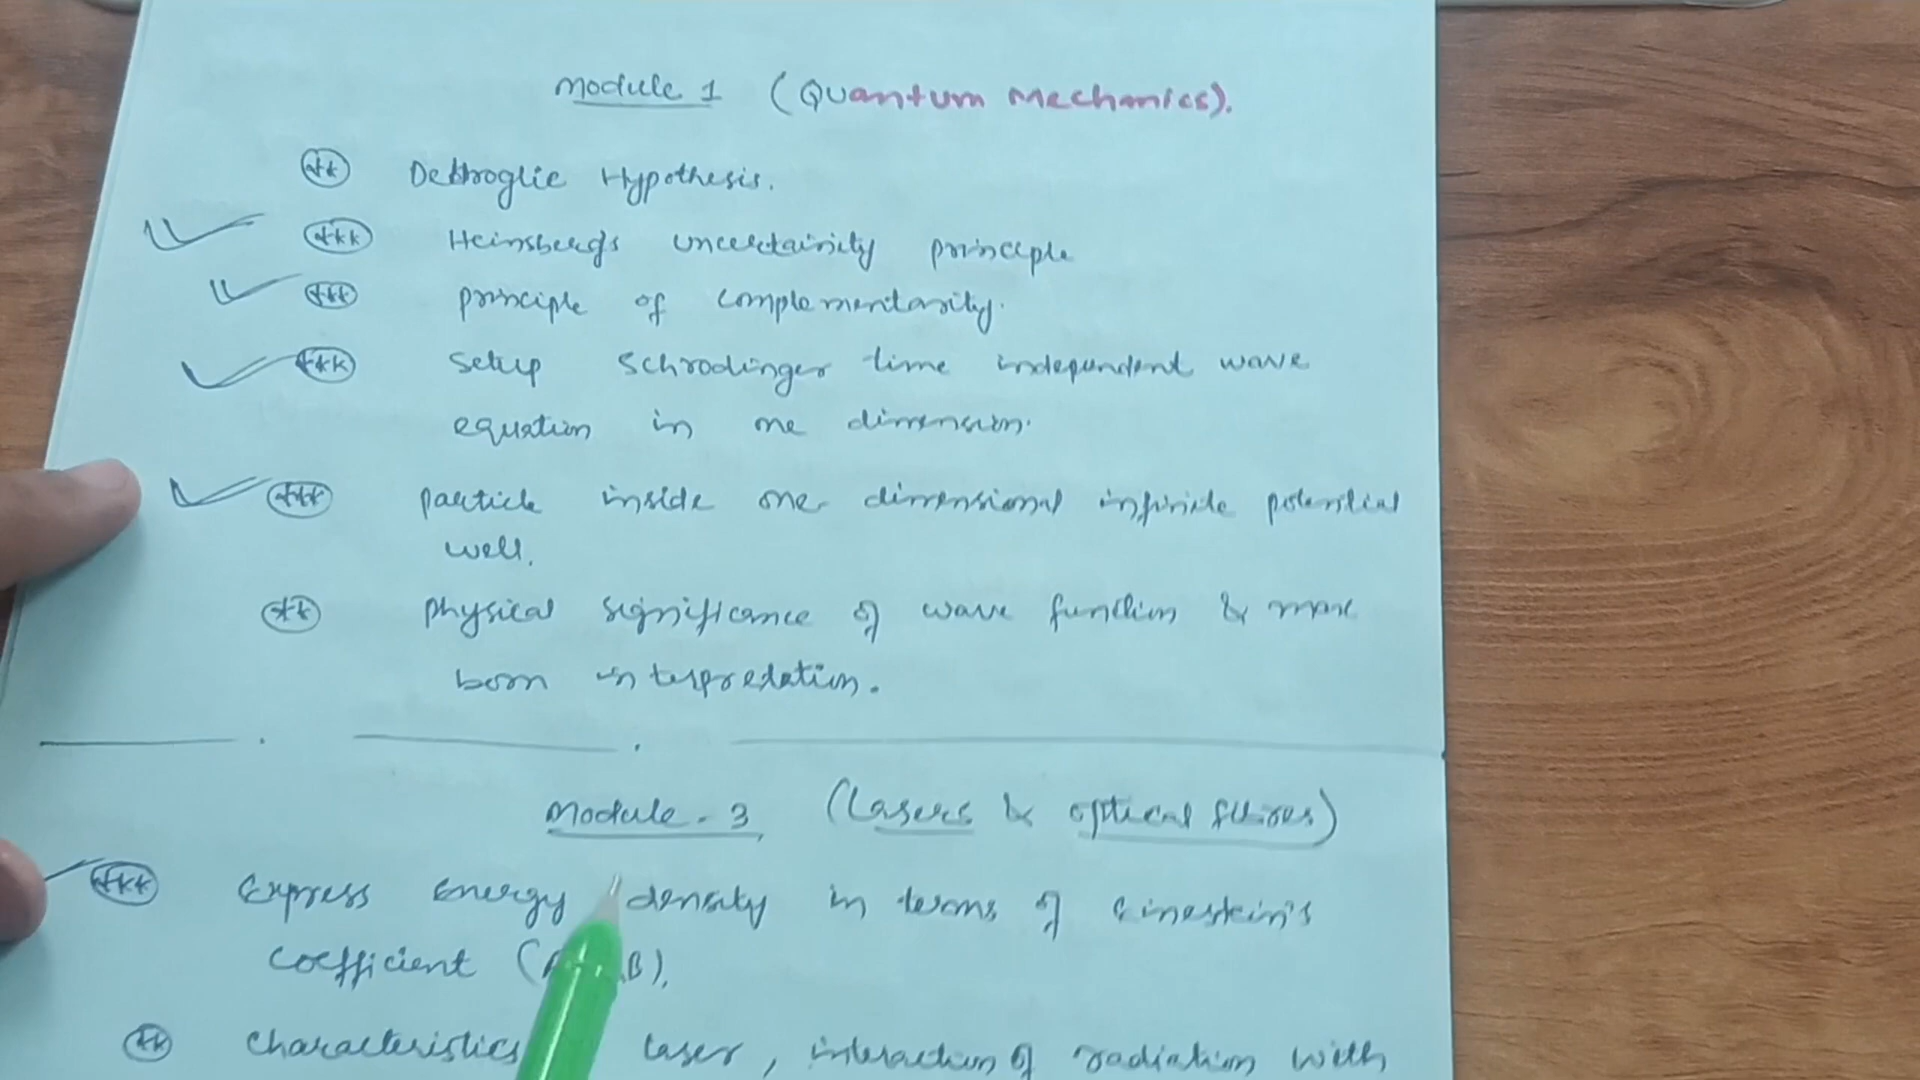 Module 1 (Quantum Mechanics).
** Debroglie Hypothesis.
*** Heinsberg's uncertainity principle
*** principle of complementarity.
*** Setup Schrodinger time independent wave
equation in one dimension.
*** particle inside one dimensional infinite potential
well.
** physical significance of wave function & max
born interpretation.
Module - 3 (Lasers & optical fibres)
*** Express Energy density in terms of Einestein's
coefficient ( B).
** characteristics laser, interaction of radiation with